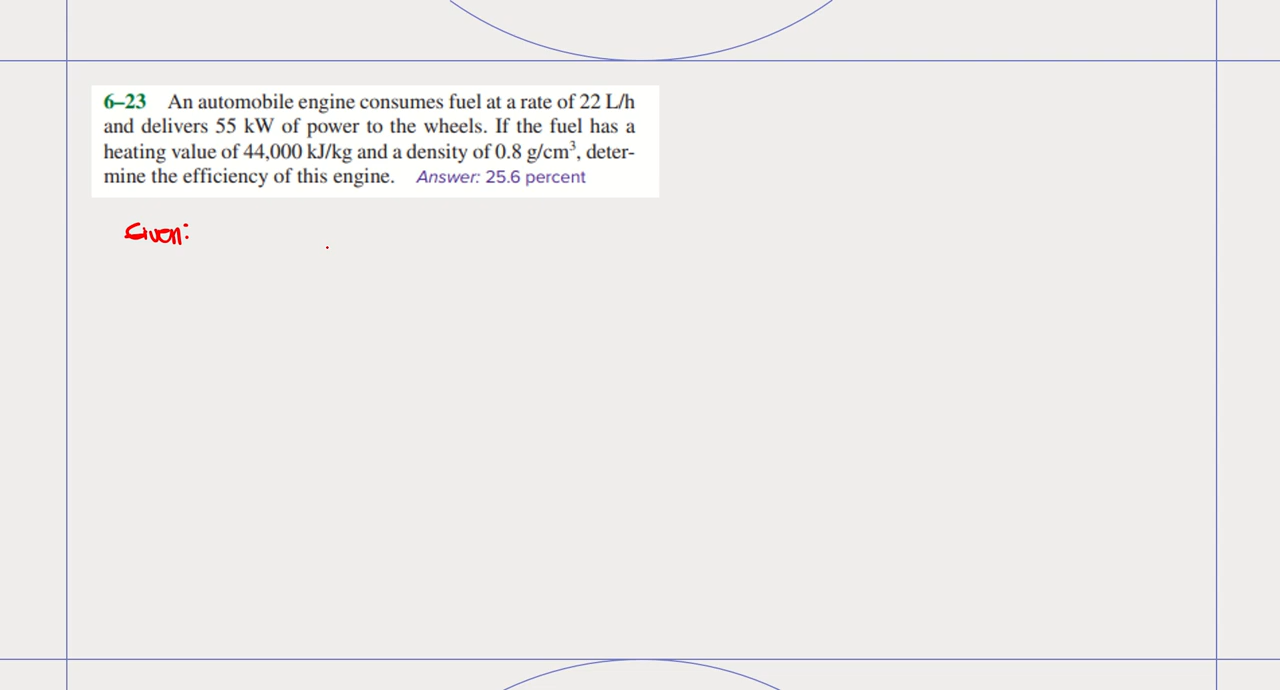 6–23 An automobile engine consumes fuel at a rate of 22 L/h
and delivers 55 kW of power to the wheels. If the fuel has a
heating value of 44,000 kJ/kg and a density of 0.8 g/cm³, deter-
mine the efficiency of this engine. Answer: 25.6 percent
Given: